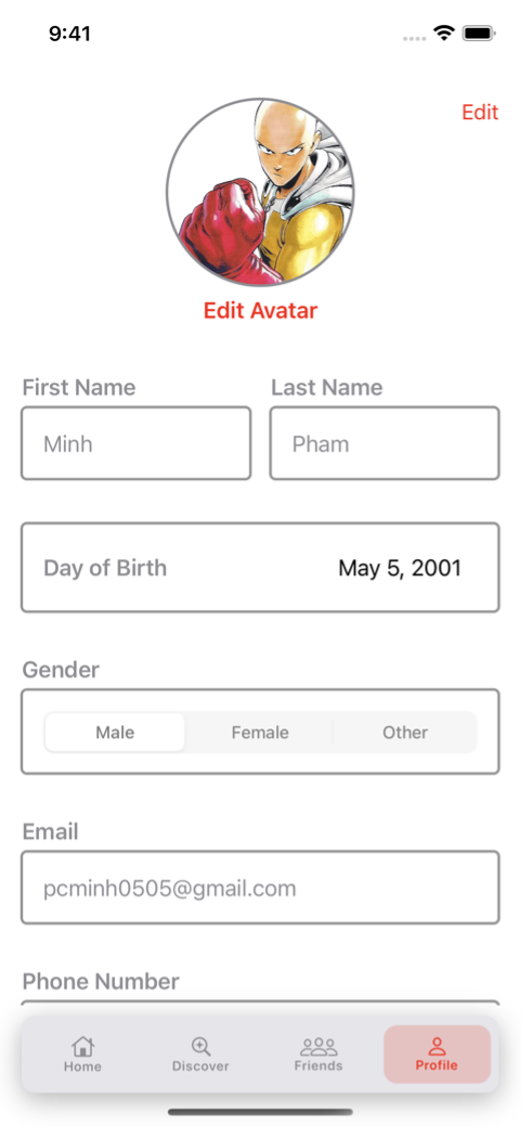 9:41
Edit
Edit Avatar
First Name Last Name
Minh Pham
Day of Birth May 5, 2001
Gender
Male Female Other
Email
pcminh0505@gmail.com
Phone Number
Home Discover Friends Profile